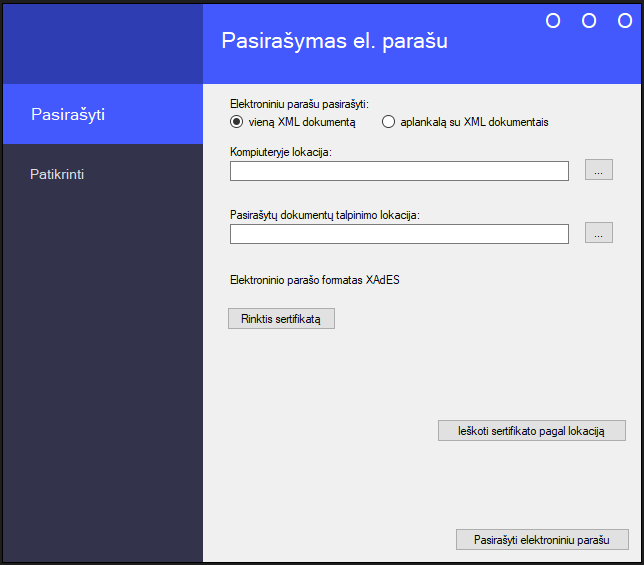 Pasirašymas el. parašu
O O O
Pasirašyti
Patikrinti
Elektroniniu parašu pasirašyti:
vieną XML dokumentą
aplankalą su XML dokumentais
Kompiuteryje lokacija:
...
Pasirašytų dokumentų talpinimo lokacija:
...
Elektroninio parašo formatas XAdES
Rinktis sertifikatą
Ieškoti sertifikato pagal lokaciją
Pasirašyti elektroniniu parašu